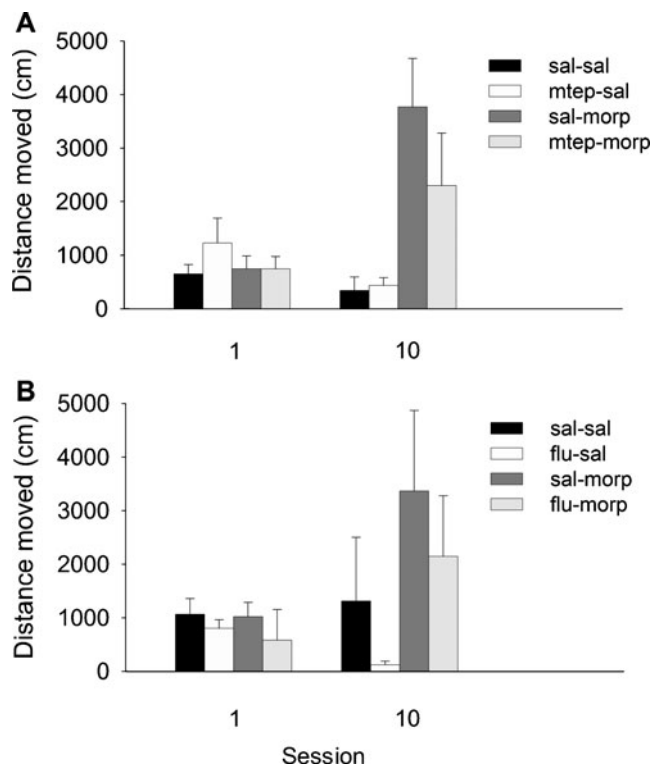 A
Distance moved (cm)
5000
4000
3000
2000
1000
0
sal-sal
mtep-sal
sal-morp
mtep-morp
1
10
B
Distance moved (cm)
5000
4000
3000
2000
1000
0
sal-sal
flu-sal
sal-morp
flu-morp
1
10
Session